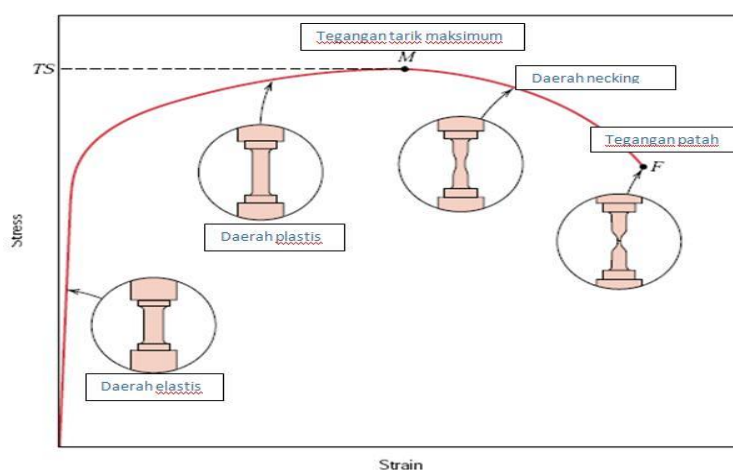 Tegangan tarik maksimum
TS
M
Daerah necking
Tegangan patah
F
Daerah plastis
Stress
Daerah elastis
Strain